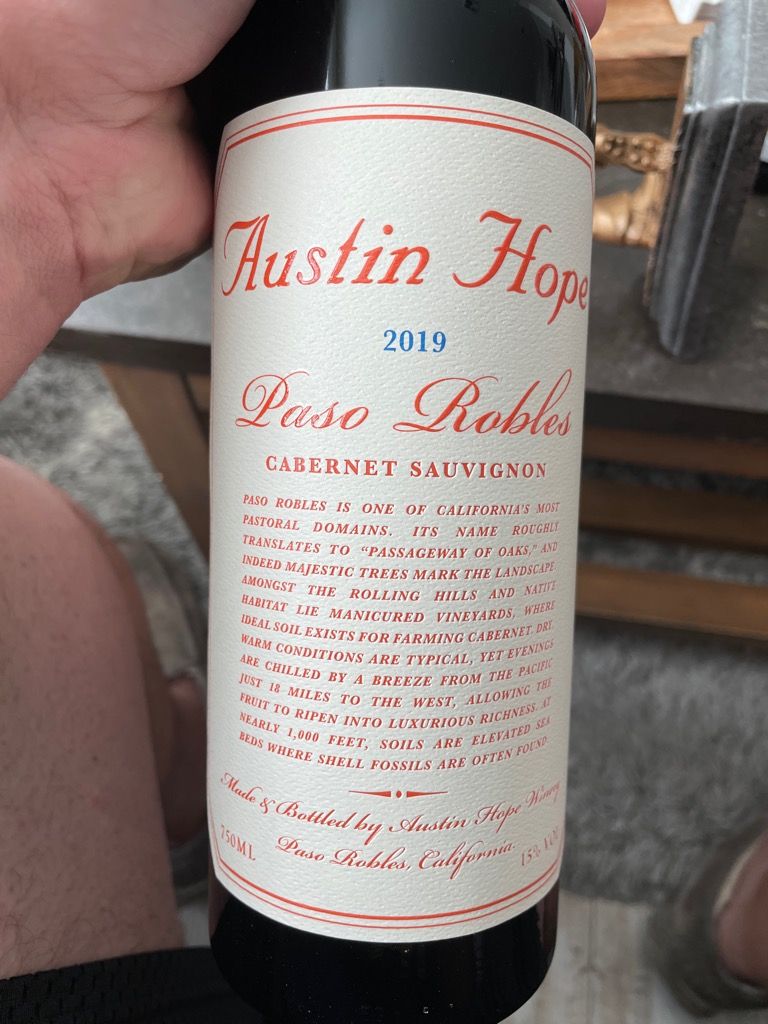 Austin Hope
2019
Paso Robles
CABERNET SAUVIGNON
PASO ROBLES IS ONE OF CALIFORNIA'S MOST
PASTORAL DOMAINS. ITS NAME ROUGHLY
TRANSLATES TO "PASSAGEWAY OF OAKS," AND
INDEED MAJESTIC TREES MARK THE LANDSCAPE.
AMONGST THE ROLLING HILLS AND NATIVE
HABITAT LIE MANICURED VINEYARDS, WHERE
IDEAL SOIL EXISTS FOR FARMING CABERNET. DRY,
WARM CONDITIONS ARE TYPICAL, YET EVENINGS
ARE CHILLED BY A BREEZE FROM THE PACIFIC
JUST 18 MILES TO THE WEST, ALLOWING THE
FRUIT TO RIPEN INTO LUXURIOUS RICHNESS. AT
NEARLY 1,000 FEET, SOILS ARE ELEVATED SEA
BEDS WHERE SHELL FOSSILS ARE OFTEN FOUND.
Made & Bottled by Austin Hope Winery
Paso Robles, California.
750ML
15% VOL